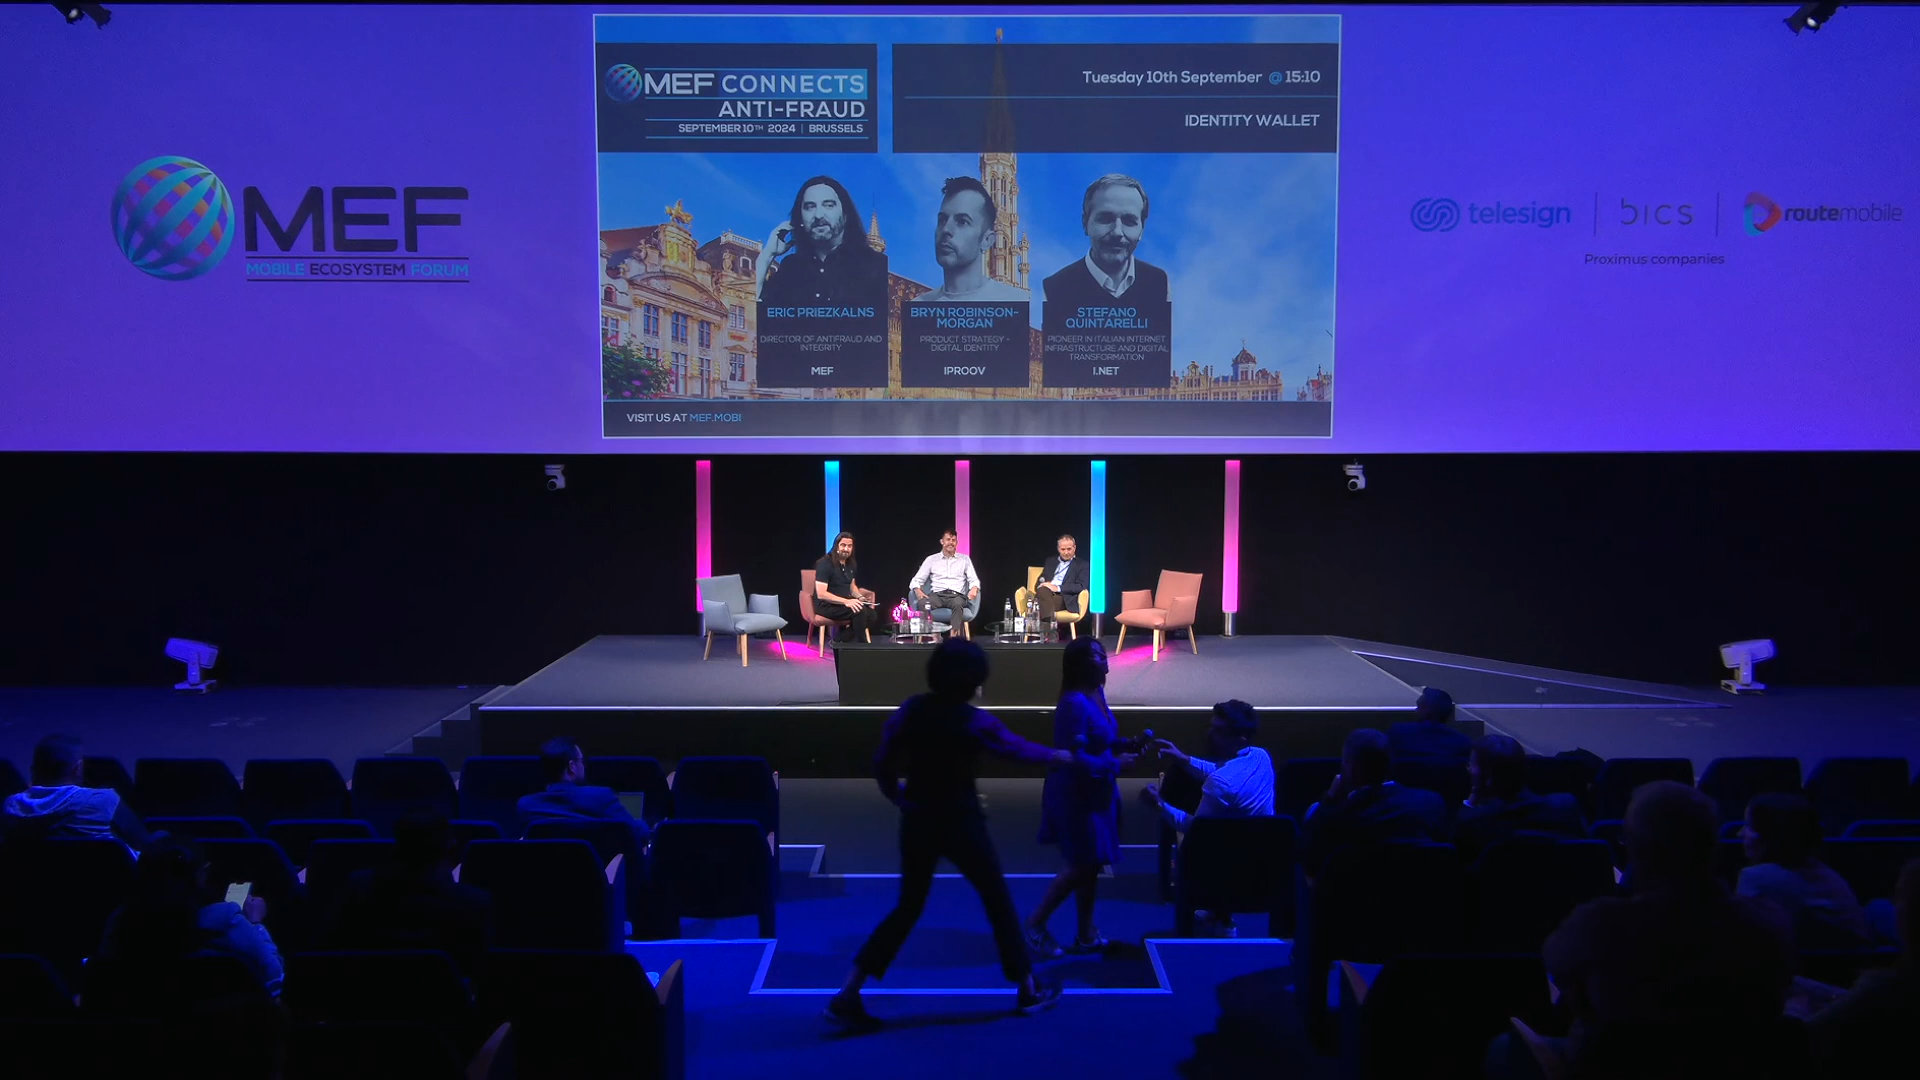 MEF CONNECTS
ANTI-FRAUD
SEPTEMBER 10TH 2024 | BRUSSELS
Tuesday 10th September @ 15:10
IDENTITY WALLET
MEF
MOBILE ECOSYSTEM FORUM
telesign | bics | routemobile
Proximus companies
ERIC PRIEZKALNS
DIRECTOR OF ANTIFRAUD AND
INTEGRITY
MEF
BRYN ROBINSON-
MORGAN
PRODUCT STRATEGY -
DIGITAL IDENTITY
IPROOV
STEFANO
QUINTARELLI
PIONEER IN ITALIAN INTERNET
INFRASTRUCTURE AND DIGITAL
TRANSFORMATION
I.NET
VISIT US AT MEF.MOBI